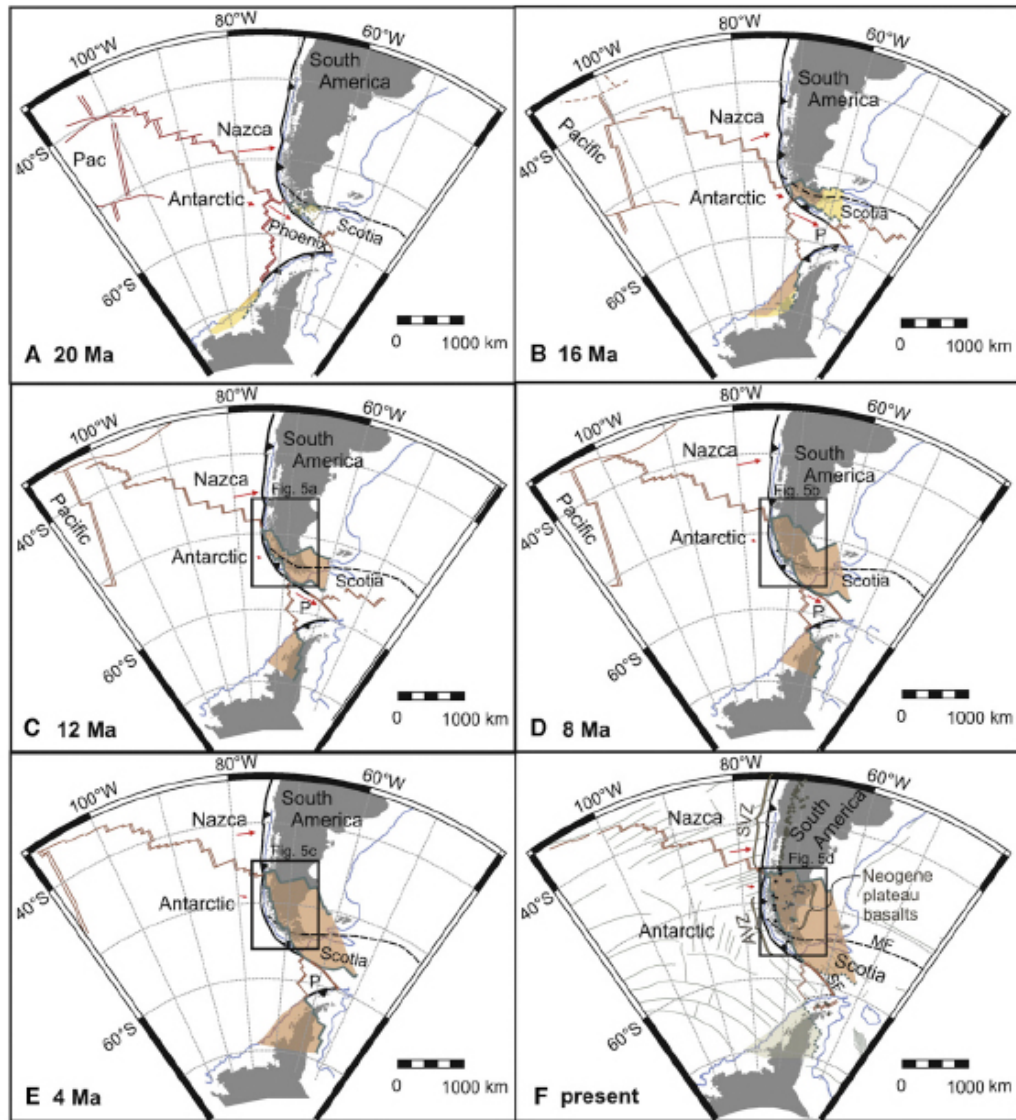 80°W
100°W
60°W
South
America
Nazca
40°S
Pac
Antarctic
Phoenix
Scotia
60°S
0 1000 km
A 20 Ma
80°W
100°W
60°W
South
America
Nazca
Pacific
40°S
Antarctic
Scotia
P
60°S
?
0 1000 km
B 16 Ma
80°W
100°W
60°W
South
America
Nazca
Fig. 5a
40°S
Pacific
Antarctic
Scotia
P
60°S
0 1000 km
C 12 Ma
80°W
100°W
60°W
South
America
Nazca
Fig. 5b
40°S
Pacific
Antarctic
Scotia
P
60°S
0 1000 km
D 8 Ma
80°W
100°W
60°W
South
America
Nazca
Fig. 5c
40°S
Antarctic
Scotia
P
60°S
0 1000 km
E 4 Ma
80°W
100°W
60°W
Nazca
SVZ
South
America
Fig. 5d
Neogene
plateau
basalts
40°S
Antarctic
AVZ
MF
Scotia
SF
60°S
0 1000 km
F present